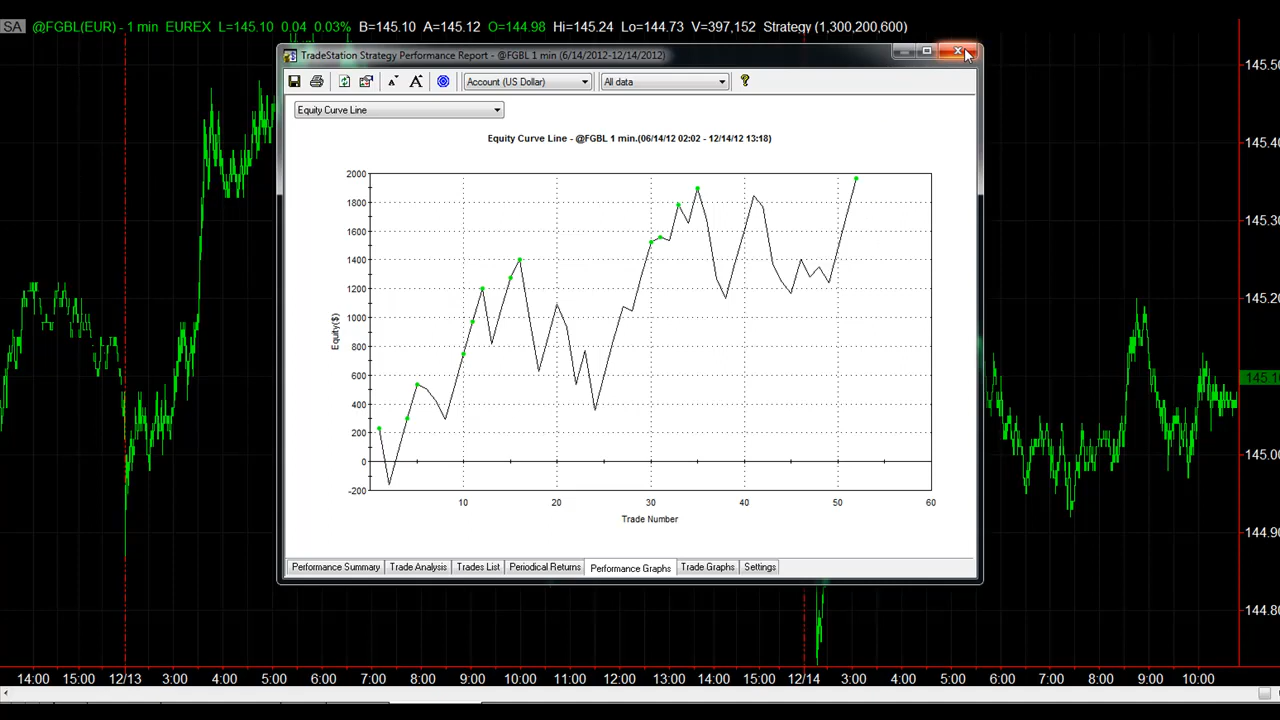 SA @FGBL(EUR) - 1 min EUREX L=145.10 0.04 0.03% B=145.10 A=145.12 O=144.98 Hi=145.24 Lo=144.73 V=397,152 Strategy (1,300,200,600)
TradeStation Strategy Performance Report - @FGBL 1 min (6/14/2012-12/14/2012)
A A Account (US Dollar) All data ?
Equity Curve Line
Equity Curve Line - @FGBL 1 min.(06/14/12 02:02 - 12/14/12 13:18)
2000
1800
1600
1400
1200
1000
800
600
400
200
0
-200
Equity($)
10 20 30 40 50 60
Trade Number
Performance Summary Trade Analysis Trades List Periodical Returns Performance Graphs Trade Graphs Settings
145.50
145.40
145.30
145.20
145.1
145.00
144.90
144.80
14:00 15:00 12/13 3:00 4:00 5:00 6:00 7:00 8:00 9:00 10:00 11:00 12:00 13:00 14:00 15:00 12/14 3:00 4:00 5:00 6:00 7:00 8:00 9:00 10:00